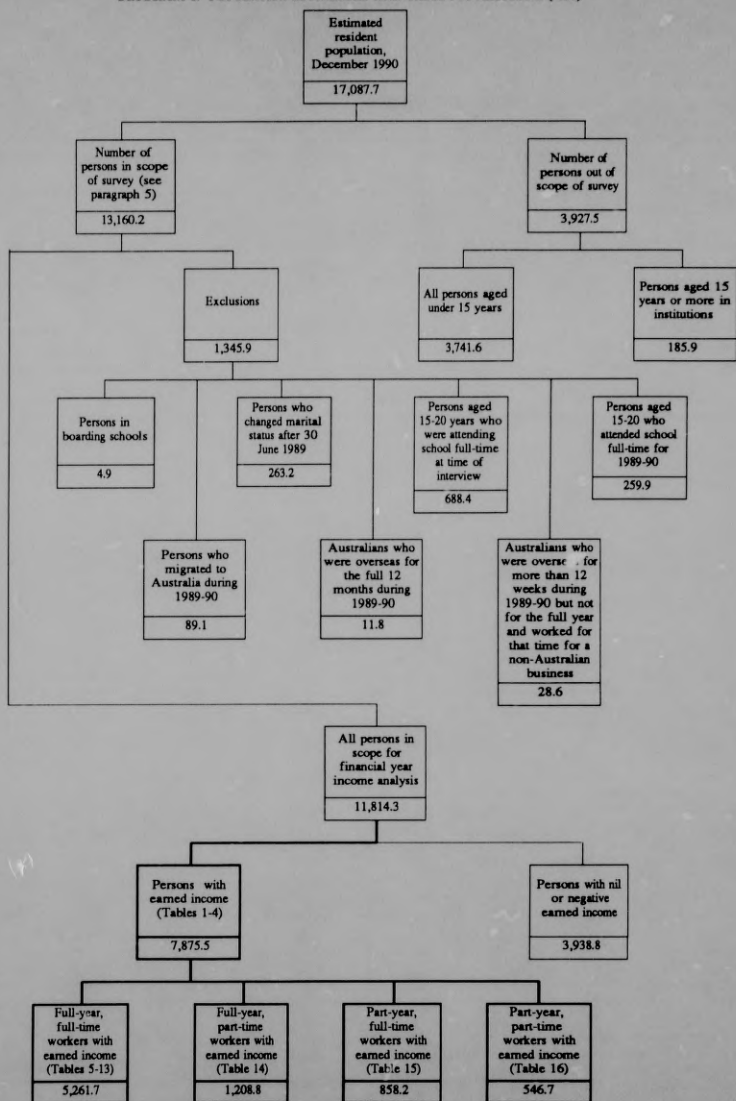 Estimated
resident
population,
December 1990
17,087.7
Number of
persons in scope
of survey (see
paragraph 5)
13,160.2
Number of
persons out of
scope of survey
3,927.5
Exclusions
1,345.9
All persons aged
under 15 years
3,741.6
Persons aged 15
years or more in
institutions
185.9
Persons in
boarding schools
4.9
Persons who
changed marital
status after 30
June 1989
263.2
Persons aged
15-20 years who
were attending
school full-time
at time of
interview
688.4
Persons aged
15-20 who
attended school
full-time for
1989-90
259.9
Persons who
migrated to
Australia during
1989-90
89.1
Australians who
were overseas for
the full 12
months during
1989-90
11.8
Australians who
were for
more than 12
weeks during
1989-90 but not
for the full year
and worked for
that time for a
non-Australian
business
28.6
All persons in
scope for
financial year
income analysis
11,814.3
Persons with
earned income
(Tables 1-4)
7,875.5
Persons with nil
or negative
earned income
3,938.8
Full-year,
full-time
workers with
earned income
(Tables 5-13)
5,261.7
Full-year,
part-time
workers with
earned income
(Table 14)
1,208.8
Part-year,
full-time
workers with
earned income
(Table 15)
858.2
Part-year,
part-time
workers with
earned income
(Table 16)
546.7